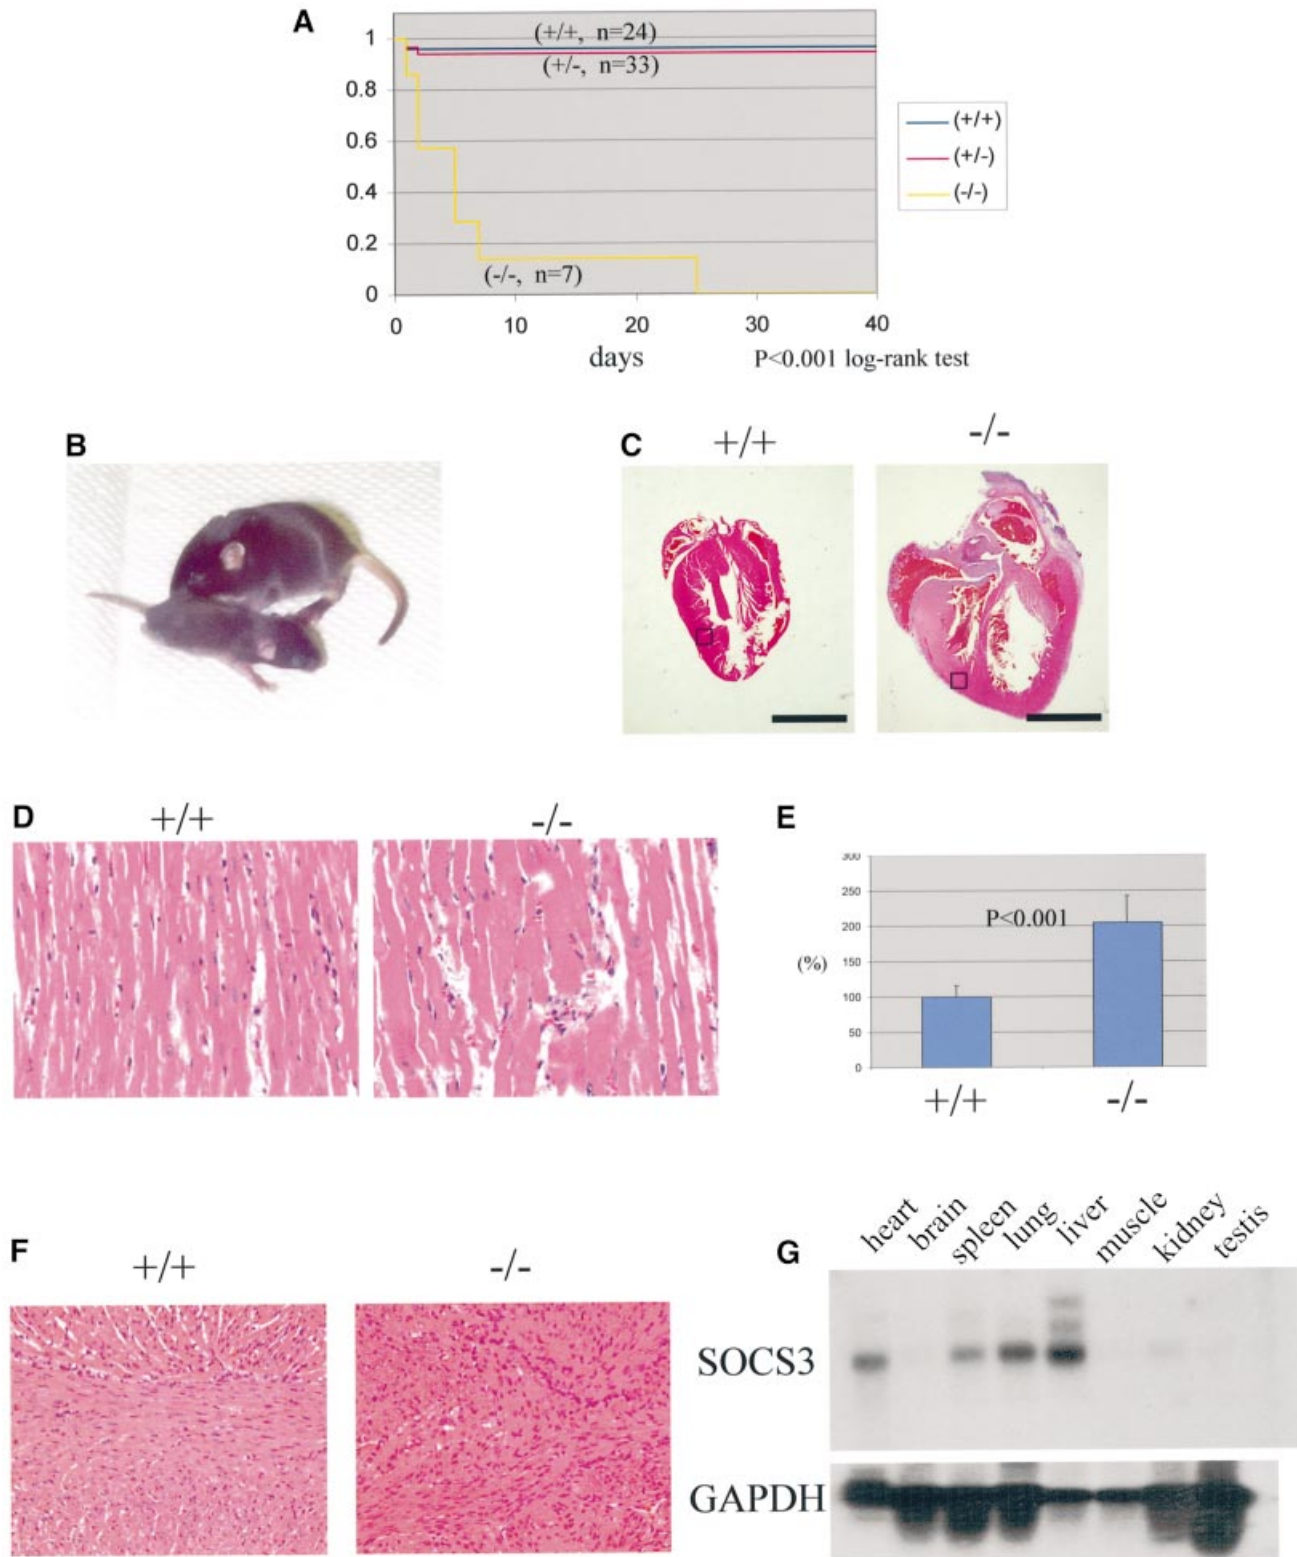 A
(+/+, n=24)
(+/-, n=33)
(-/-, n=7)
1
0.8
0.6
0.4
0.2
0
0 10 20 30 40
days
P<0.001 log-rank test
(+/+)
(+/-)
(-/-)
B
C
+/+
-/-
D
+/+
-/-
E
300
250
200
150
100
50
0
(%)
P<0.001
+/+
-/-
F
+/+
-/-
G
heart brain spleen lung liver muscle kidney testis
SOCS3
GAPDH